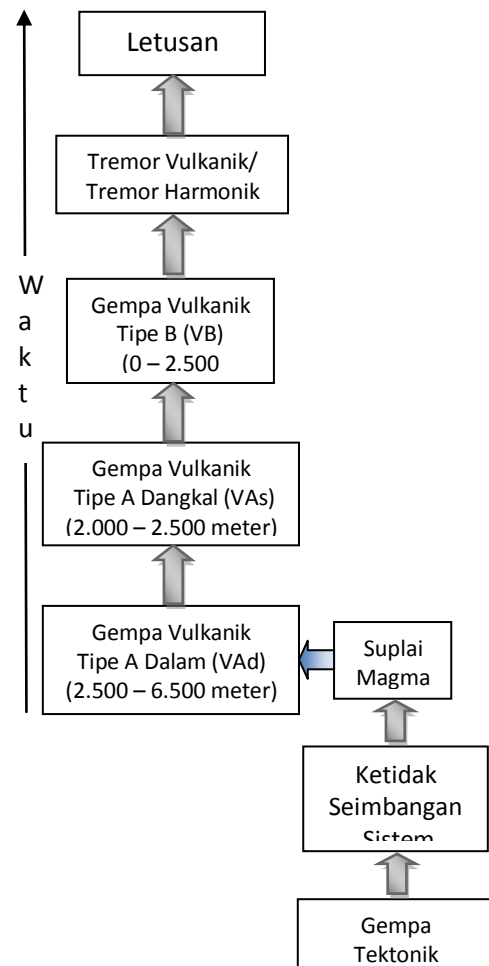 Letusan
Tremor Vulkanik/
Tremor Harmonik
Waktu
Gempa Vulkanik
Tipe B (VB)
(0 – 2.500
Gempa Vulkanik
Tipe A Dangkal (VAs)
(2.000 – 2.500 meter)
Gempa Vulkanik
Tipe A Dalam (VAd)
(2.500 – 6.500 meter)
Suplai
Magma
Ketidak
Seimbangan
Sistem
Gempa
Tektonik